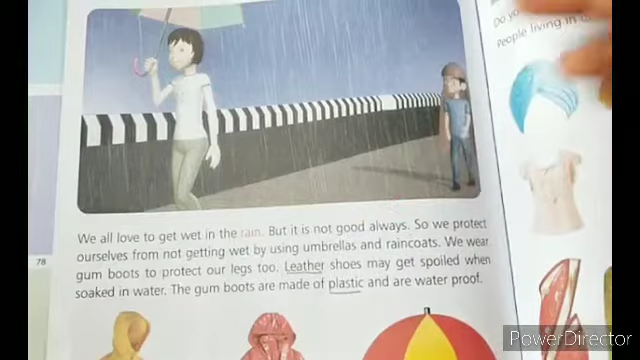 Do yo
People living in
We all love to get wet in the rain. But it is not good always. So we protect
ourselves from not getting wet by using umbrellas and raincoats. We wear
gum boots to protect our legs too. Leather shoes may get spoiled when
soaked in water. The gum boots are made of plastic and are water proof.
78
PowerDirector